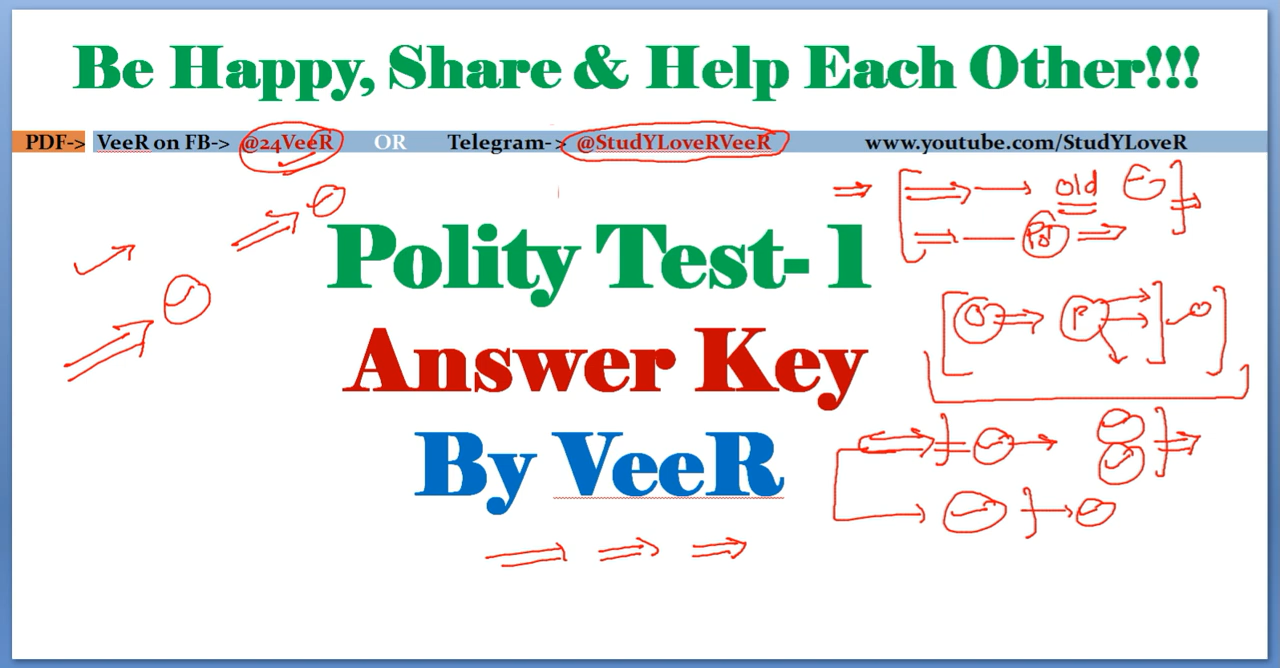 Be Happy, Share & Help Each Other!!!
PDF-> VeeR on FB-> @24VeeR OR Telegram-> @StudYLoveRVeeR www.youtube.com/StudYLoveR
old
Polity Test- 1
Answer Key
By VeeR